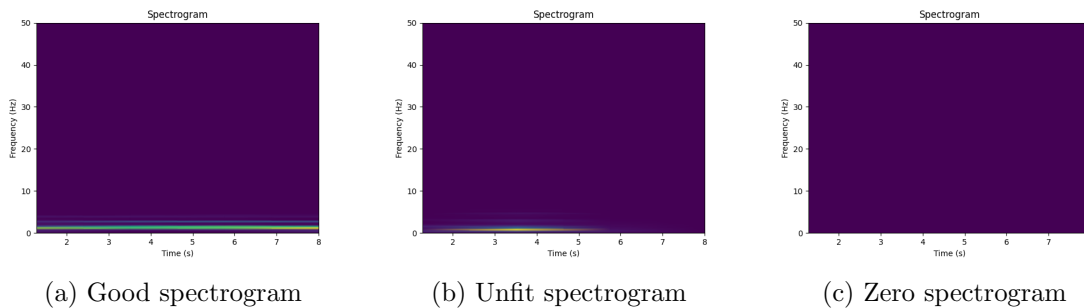 Spectrogram
50
40
30
20
10
0
Frequency (Hz)
2 3 4 5 6 7 8
Time (s)
(a) Good spectrogram
Spectrogram
50
40
30
20
10
0
Frequency (Hz)
2 3 4 5 6 7 8
Time (s)
(b) Unfit spectrogram
Spectrogram
50
40
30
20
10
0
Frequency (Hz)
2 3 4 5 6 7
Time (s)
(c) Zero spectrogram